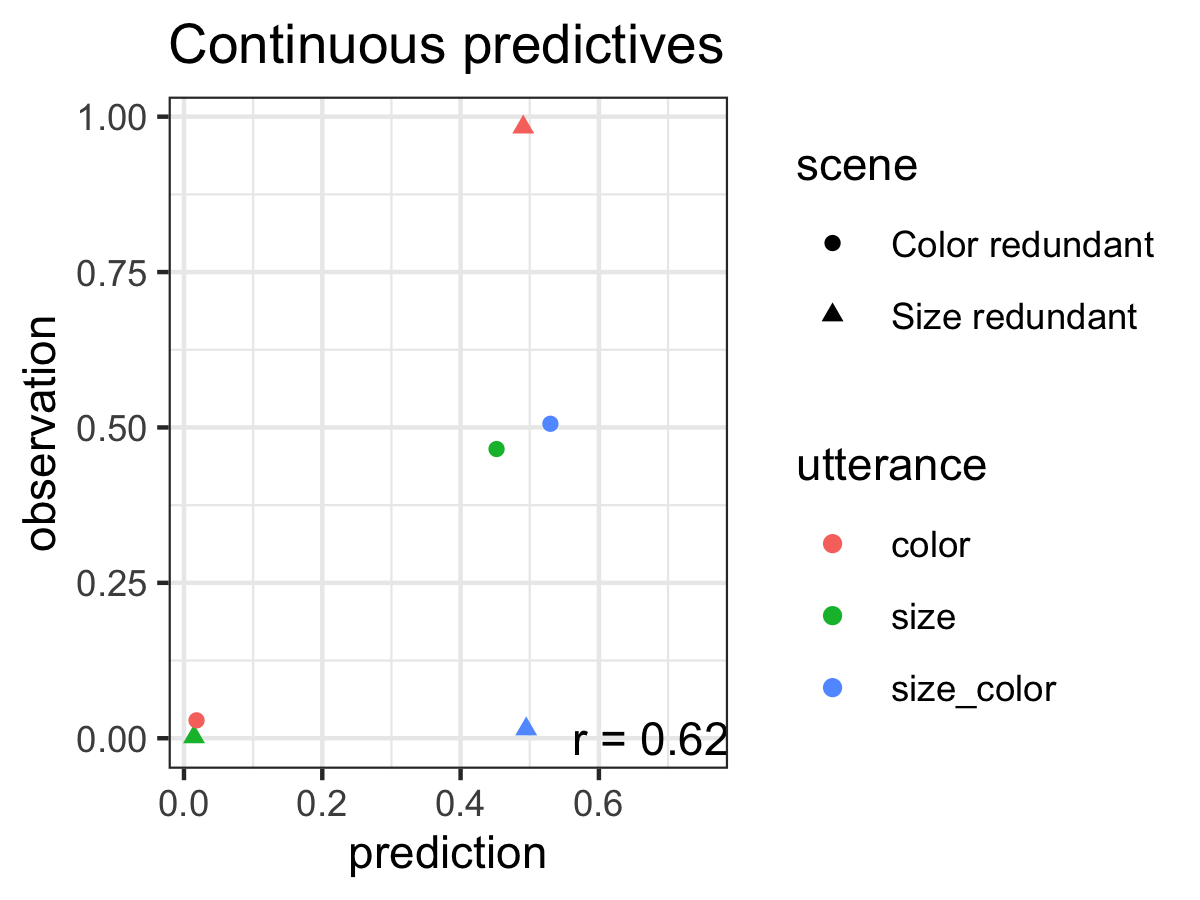 Continuous predictives
observation
1.00
0.75
0.50
0.25
0.00
r = 0.62
0.0 0.2 0.4 0.6
prediction
scene
Color redundant
Size redundant
utterance
color
size
size_color